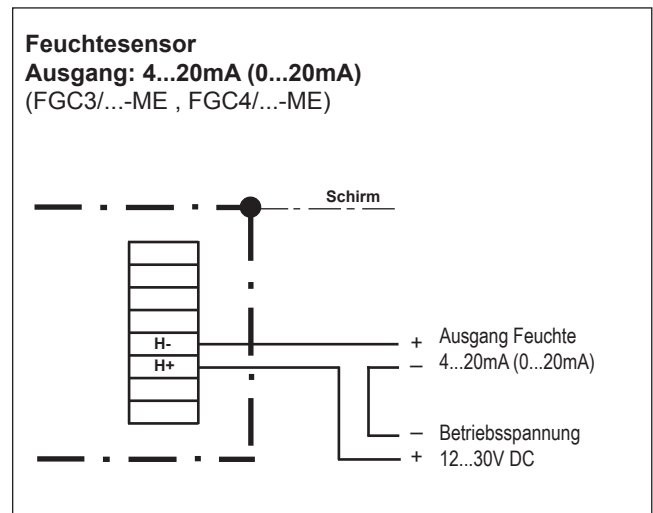 Feuchtesensor
Ausgang: 4...20mA (0...20mA)
(FGC3/...-ME , FGC4/...-ME)
Schirm
H-
H+
+ Ausgang Feuchte
– 4...20mA (0...20mA)
– Betriebsspannung
+ 12...30V DC